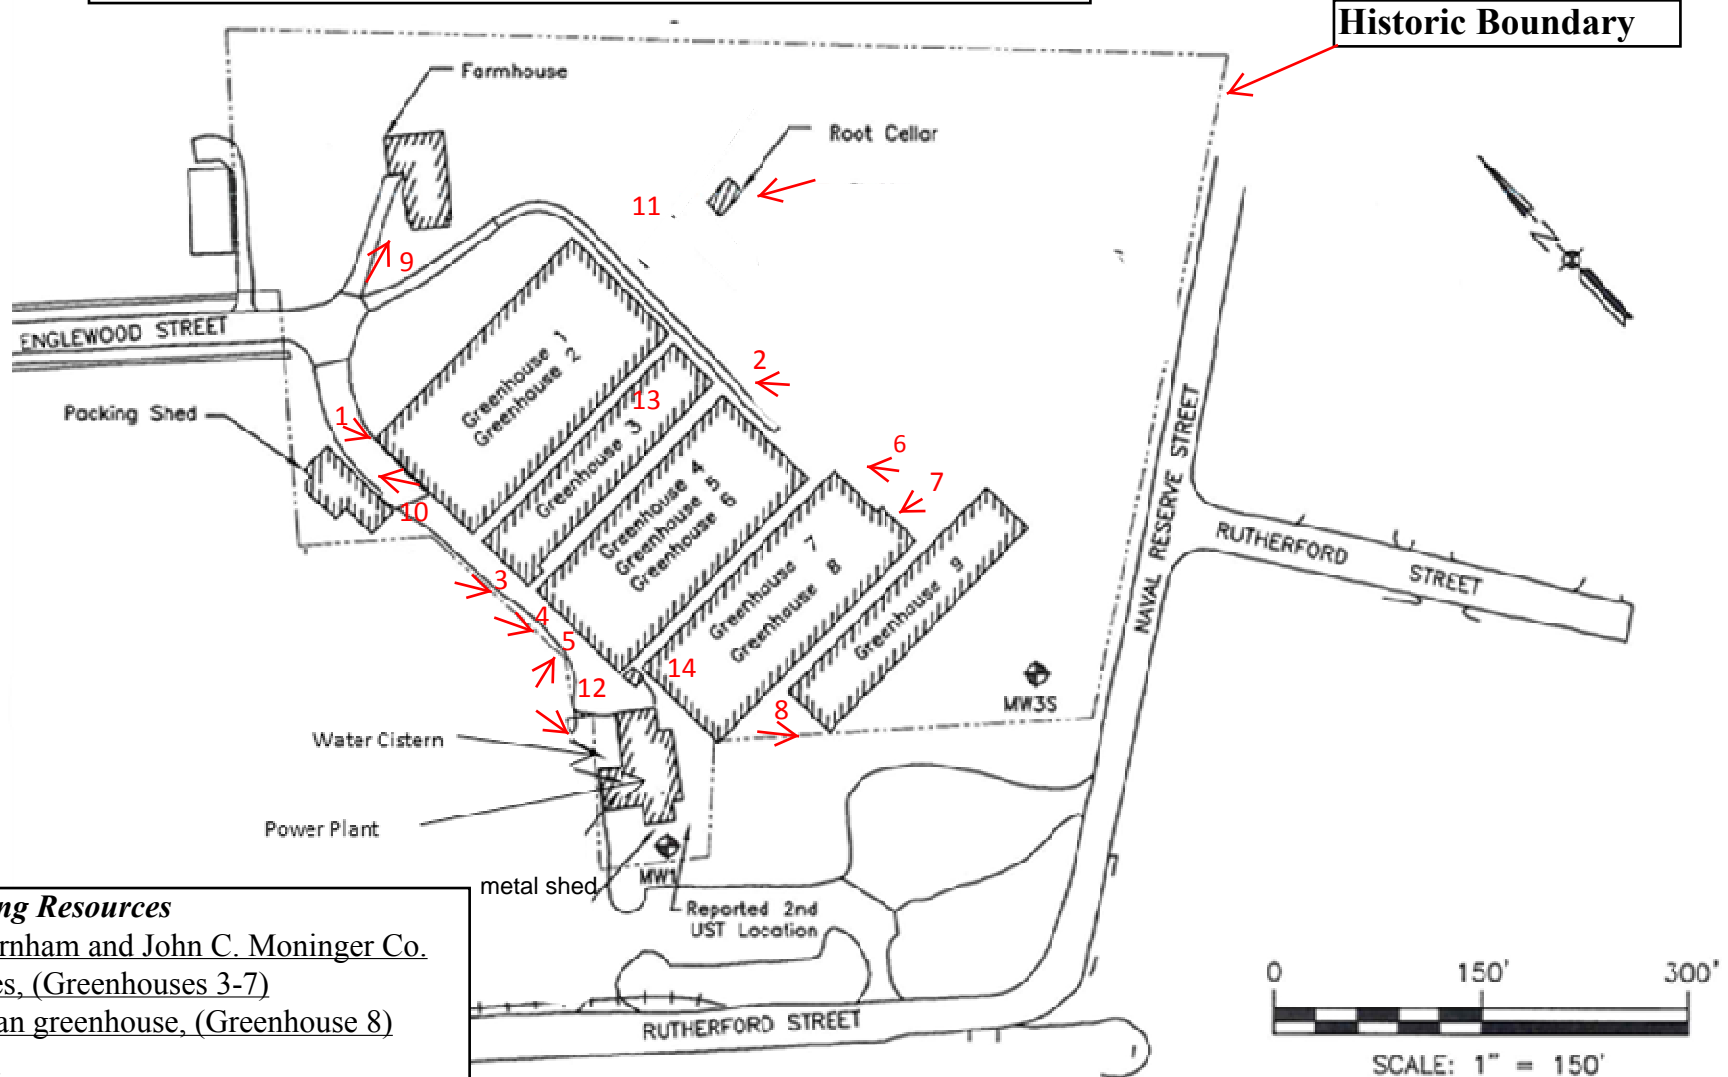 Historic Boundary
Farmhouse
Root Cellar
11
9
N
ENGLEWOOD STREET
Greenhouse 1
Greenhouse 2
2
Packing Shed
1
13
Greenhouse 3
10
Greenhouse 4
Greenhouse 5
Greenhouse 6
6
7
NAVAL RESERVE STREET
RUTHERFORD STREET
3
4
5
Greenhouse 7
Greenhouse 8
Greenhouse 9
14
12
8
MW3S
Water Cistern
Power Plant
MW1
metal shed
Reported 2nd
UST Location
ng Resources
rnham and John C. Moninger Co.
es, (Greenhouses 3-7)
an greenhouse, (Greenhouse 8)
RUTHERFORD STREET
0 150' 300'
SCALE: 1" = 150'